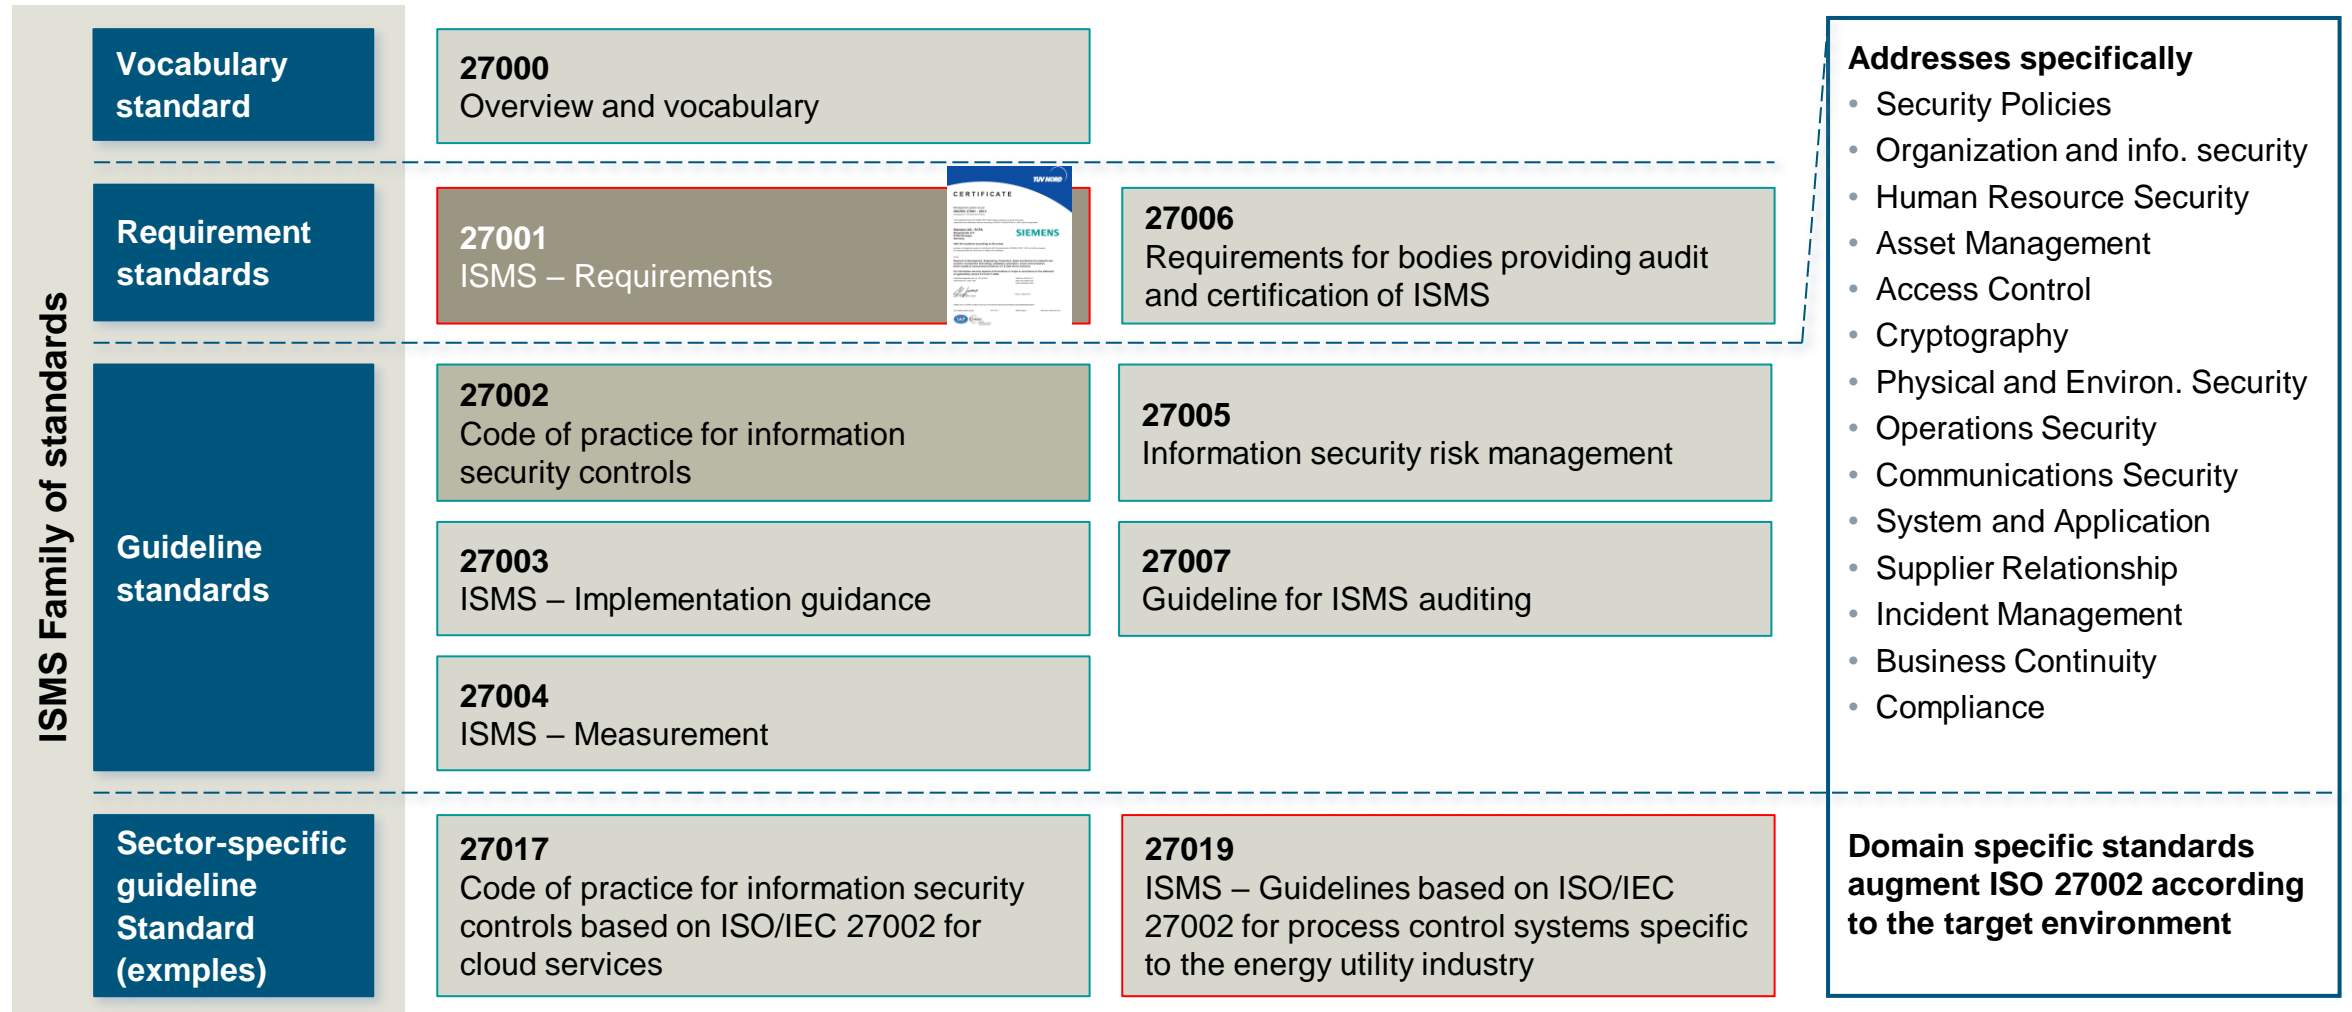 ISMS Family of standards
Vocabulary
standard
27000
Overview and vocabulary
Requirement
standards
27001
ISMS – Requirements
TÜV NORD
CERTIFICATE
SIEMENS
27006
Requirements for bodies providing audit
and certification of ISMS
Guideline
standards
27002
Code of practice for information
security controls
27005
Information security risk management
27003
ISMS – Implementation guidance
27007
Guideline for ISMS auditing
27004
ISMS – Measurement
Sector-specific
guideline
Standard
(exmples)
27017
Code of practice for information security
controls based on ISO/IEC 27002 for
cloud services
27019
ISMS – Guidelines based on ISO/IEC
27002 for process control systems specific
to the energy utility industry
Addresses specifically
• Security Policies
• Organization and info. security
• Human Resource Security
• Asset Management
• Access Control
• Cryptography
• Physical and Environ. Security
• Operations Security
• Communications Security
• System and Application
• Supplier Relationship
• Incident Management
• Business Continuity
• Compliance
Domain specific standards
augment ISO 27002 according
to the target environment